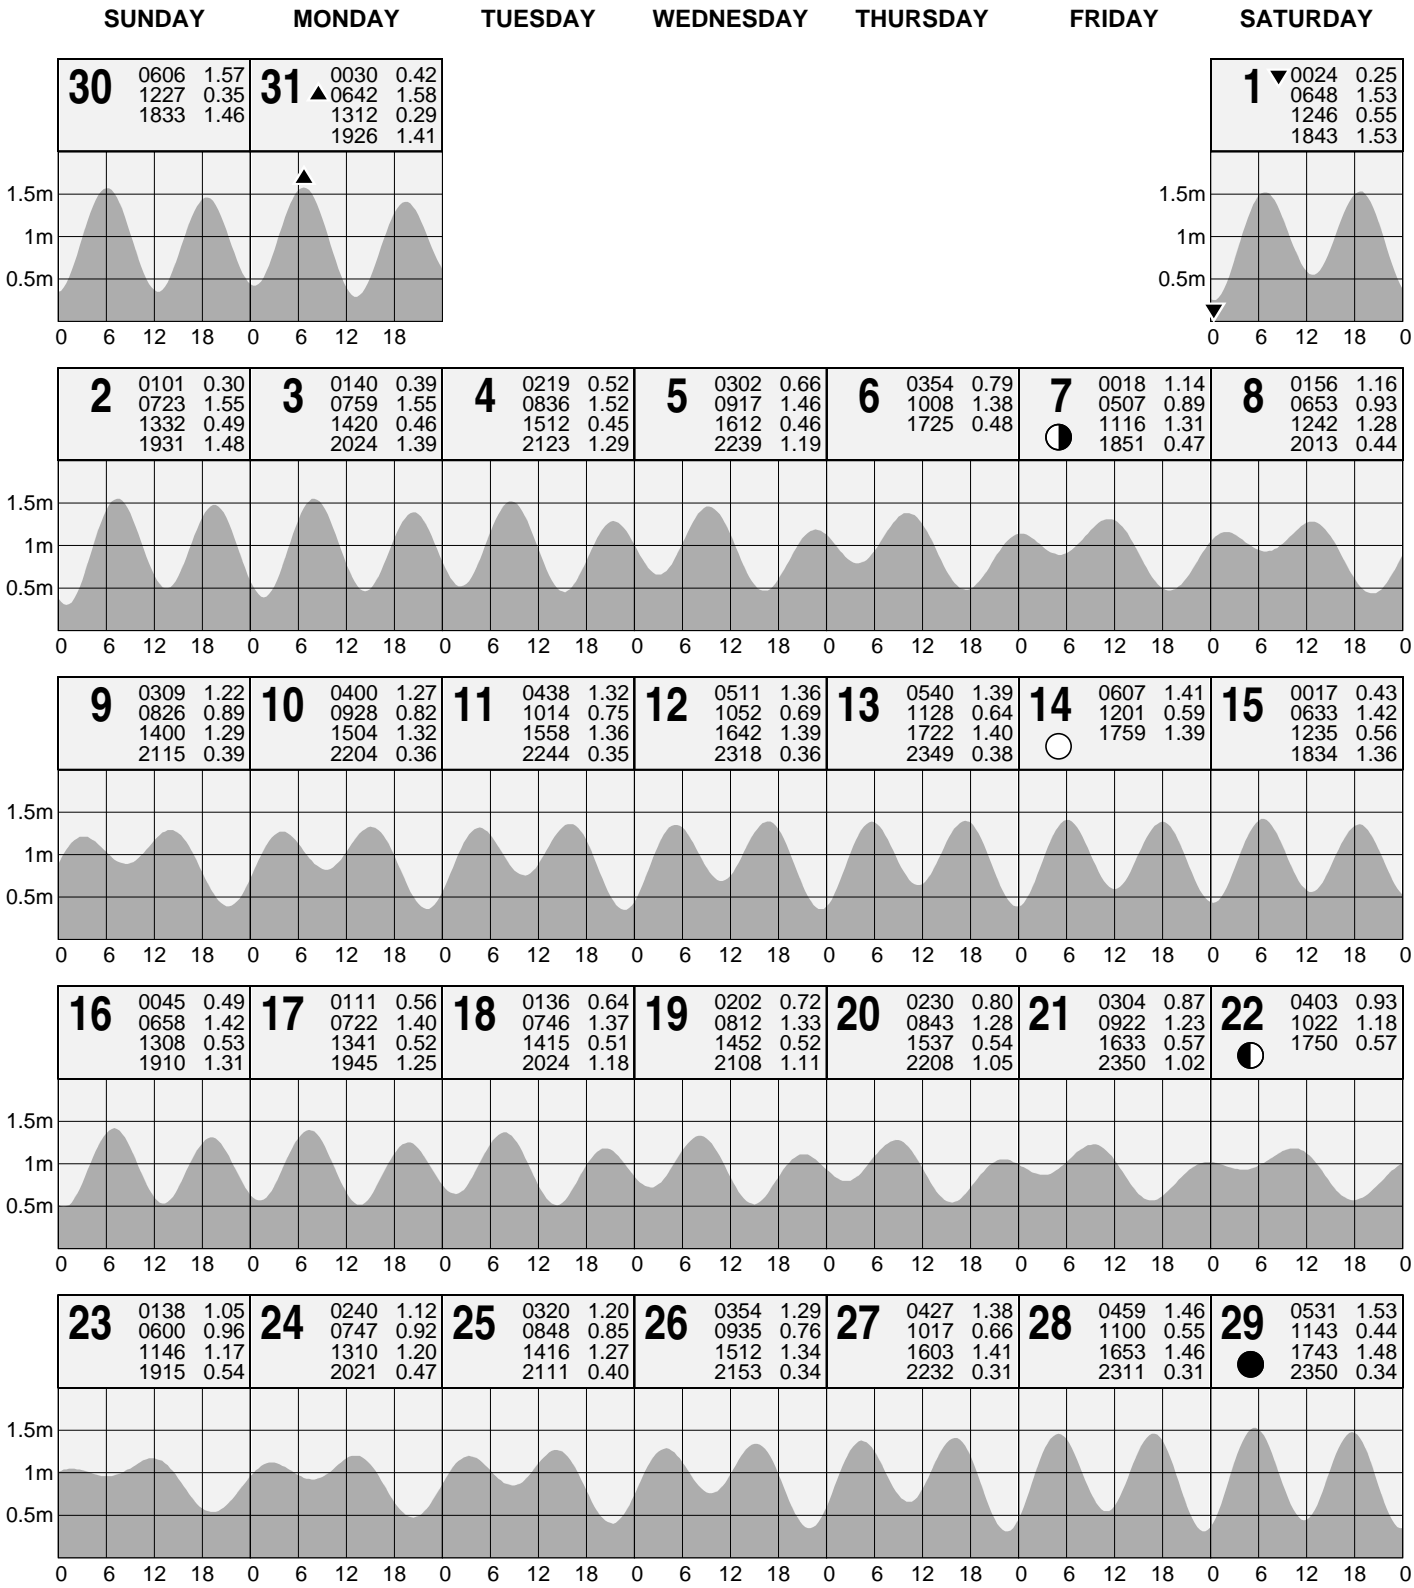 SUNDAY MONDAY TUESDAY WEDNESDAY THURSDAY FRIDAY SATURDAY
30 0606 1.57 31 0030 0.42 1 0024 0.25
1227 0.35 0642 1.58 0648 1.53
1833 1.46 1312 0.29 1246 0.55
1926 1.41 1843 1.53
1.5m 1.5m
1m 1m
0.5m 0.5m
0 6 12 18 0 6 12 18 0 6 12 18 0
2 0101 0.30 3 0140 0.39 4 0219 0.52 5 0302 0.66 6 0354 0.79 7 0018 1.14 8 0156 1.16
0723 1.55 0759 1.55 0836 1.52 0917 1.46 1008 1.38 0507 0.89 0653 0.93
1332 0.49 1420 0.46 1512 0.45 1612 0.46 1725 0.48 1116 1.31 1242 1.28
1931 1.48 2024 1.39 2123 1.29 2239 1.19 1851 0.47 2013 0.44
1.5m
1m
0.5m
0 6 12 18 0 6 12 18 0 6 12 18 0 6 12 18 0 6 12 18 0 6 12 18 0 6 12 18 0
9 0309 1.22 10 0400 1.27 11 0438 1.32 12 0511 1.36 13 0540 1.39 14 0607 1.41 15 0017 0.43
0826 0.89 0928 0.82 1014 0.75 1052 0.69 1128 0.64 1201 0.59 0633 1.42
1400 1.29 1504 1.32 1558 1.36 1642 1.39 1722 1.40 1759 1.39 1235 0.56
2115 0.39 2204 0.36 2244 0.35 2318 0.36 2349 0.38 1834 1.36
1.5m
1m
0.5m
0 6 12 18 0 6 12 18 0 6 12 18 0 6 12 18 0 6 12 18 0 6 12 18 0 6 12 18 0
16 0045 0.49 17 0111 0.56 18 0136 0.64 19 0202 0.72 20 0230 0.80 21 0304 0.87 22 0403 0.93
0658 1.42 0722 1.40 0746 1.37 0812 1.33 0843 1.28 0922 1.23 1022 1.18
1308 0.53 1341 0.52 1415 0.51 1452 0.52 1537 0.54 1633 0.57 1750 0.57
1910 1.31 1945 1.25 2024 1.18 2108 1.11 2208 1.05 2350 1.02
1.5m
1m
0.5m
0 6 12 18 0 6 12 18 0 6 12 18 0 6 12 18 0 6 12 18 0 6 12 18 0 6 12 18 0
23 0138 1.05 24 0240 1.12 25 0320 1.20 26 0354 1.29 27 0427 1.38 28 0459 1.46 29 0531 1.53
0600 0.96 0747 0.92 0848 0.85 0935 0.76 1017 0.66 1100 0.55 1143 0.44
1146 1.17 1310 1.20 1416 1.27 1512 1.34 1603 1.41 1653 1.46 1743 1.48
1915 0.54 2021 0.47 2111 0.40 2153 0.34 2232 0.31 2311 0.31 2350 0.34
1.5m
1m
0.5m
0 6 12 18 0 6 12 18 0 6 12 18 0 6 12 18 0 6 12 18 0 6 12 18 0 6 12 18 0